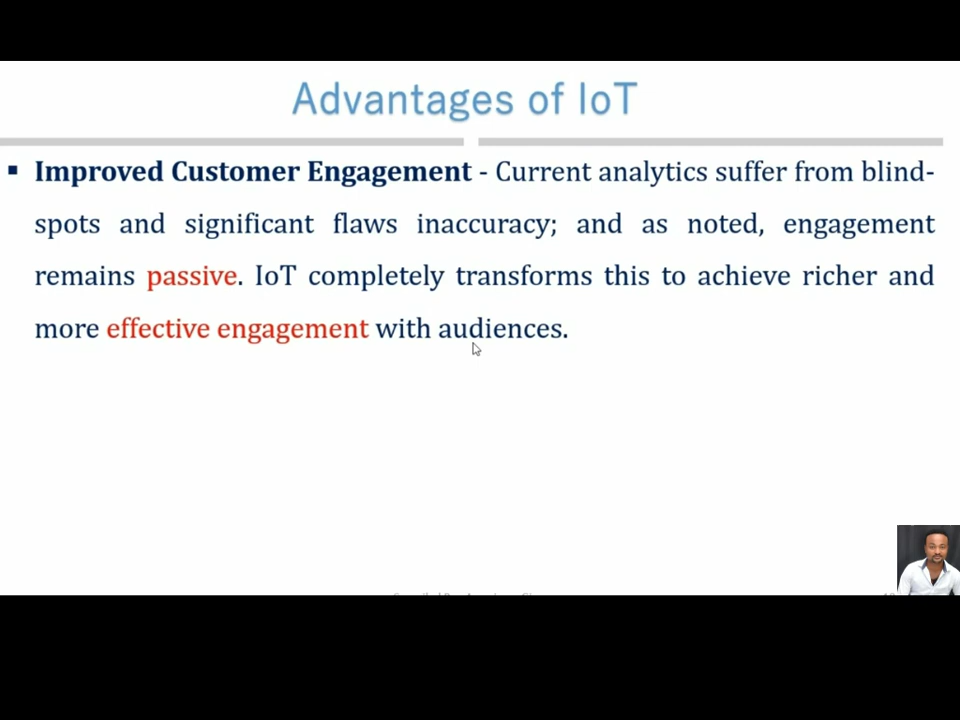 Advantages of IoT
▪ Improved Customer Engagement - Current analytics suffer from blind-
spots and significant flaws inaccuracy; and as noted, engagement
remains passive. IoT completely transforms this to achieve richer and
more effective engagement with audiences.